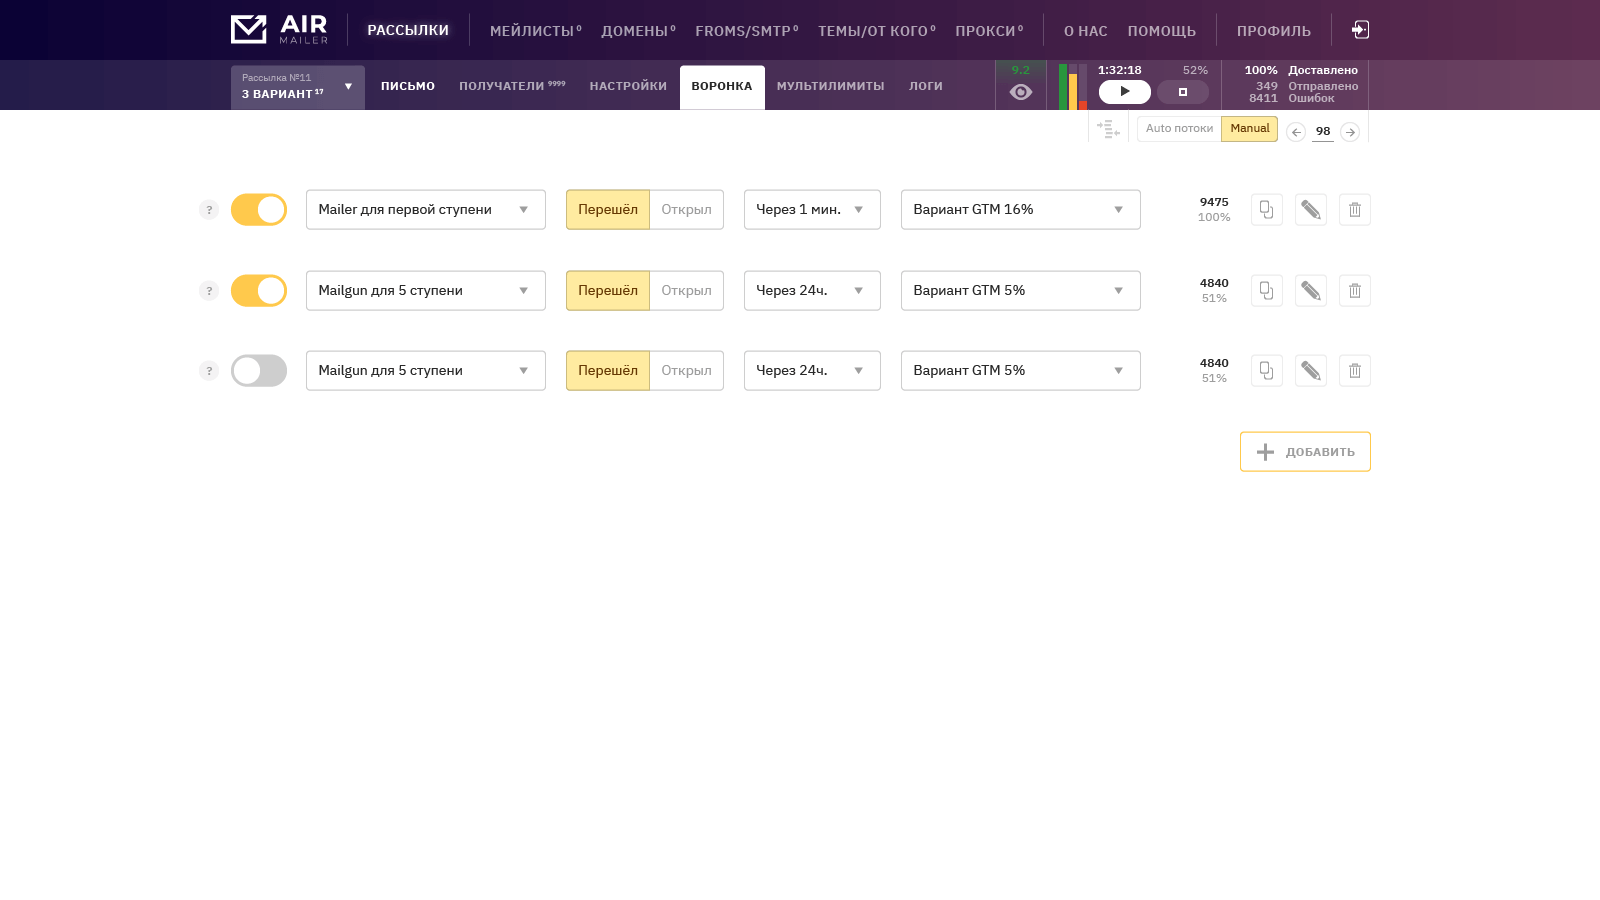 AIR
MAILER
РАССЫЛКИ
МЕЙЛИСТЫ 0
ДОМЕНЫ 0
FROMS/SMTP 0
ТЕМЫ/ОТ КОГО 0
ПРОКСИ 0
О НАС
ПОМОЩЬ
ПРОФИЛЬ
Рассылка №11
3 ВАРИАНТ 17
ПИСЬМО
ПОЛУЧАТЕЛИ 9999
НАСТРОЙКИ
ВОРОНКА
МУЛЬТИЛИМИТЫ
ЛОГИ
9.2
1:32:18 52%
100% Доставлено
349 Отправлено
8411 Ошибок
Auto потоки Manual 98
? Mailer для первой ступени Перешёл Открыл Через 1 мин. Вариант GTM 16% 9475
100%
? Mailgun для 5 ступени Перешёл Открыл Через 24ч. Вариант GTM 5% 4840
51%
? Mailgun для 5 ступени Перешёл Открыл Через 24ч. Вариант GTM 5% 4840
51%
ДОБАВИТЬ